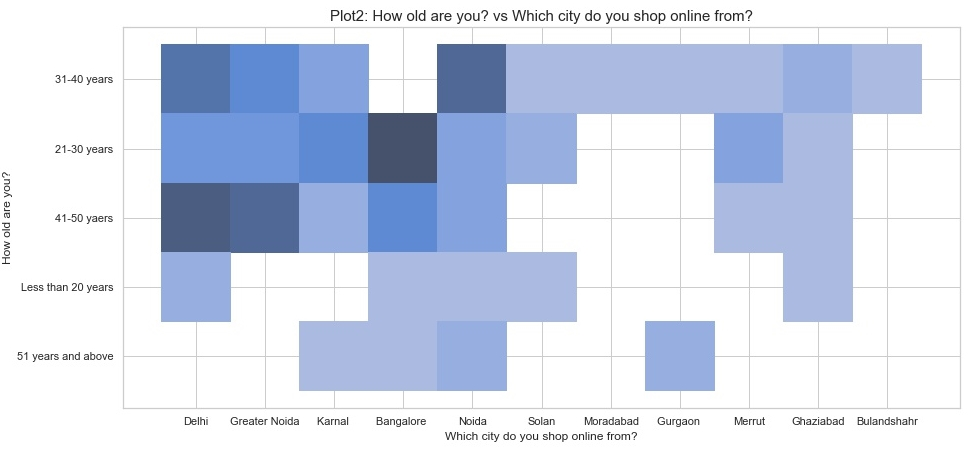 Plot2: How old are you? vs Which city do you shop online from?
How old are you?
31-40 years
21-30 years
41-50 yaers
Less than 20 years
51 years and above
Delhi Greater Noida Karnal Bangalore Noida Solan Moradabad Gurgaon Merrut Ghaziabad Bulandshahr
Which city do you shop online from?